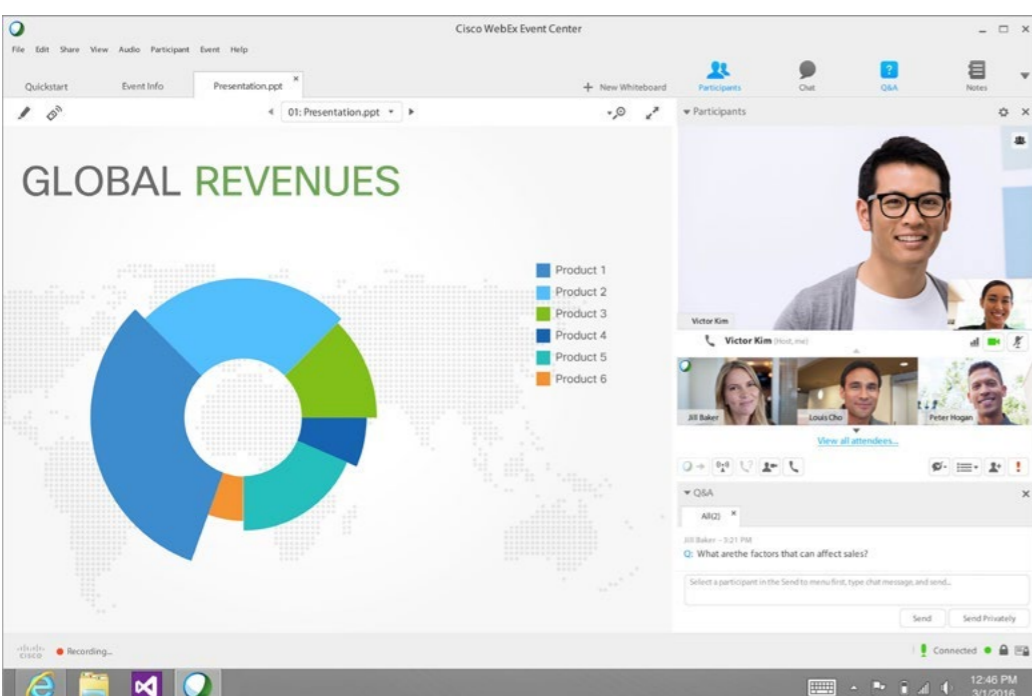 Cisco WebEx Event Center
File Edit Share View Audio Participant Event Help
Quickstart
Event Info
Presentation.ppt
New Whiteboard
Participants
Chat
Q&A
Notes
01: Presentation.ppt
Participants
GLOBAL REVENUES
Product 1
Product 2
Product 3
Product 4
Product 5
Product 6
Victor Kim
Victor Kim (Host, me)
Jill Baker
Louis Cho
Peter Hogan
View all attendees...
Q&A
All(2)
Jill Baker – 3:21 PM
Q: What arethe factors that can affect sales?
Select a participant in the Send to menu first, type chat message, and send...
Send
Send Privately
cisco
Recording...
Connected
12:46 PM
3/1/2016